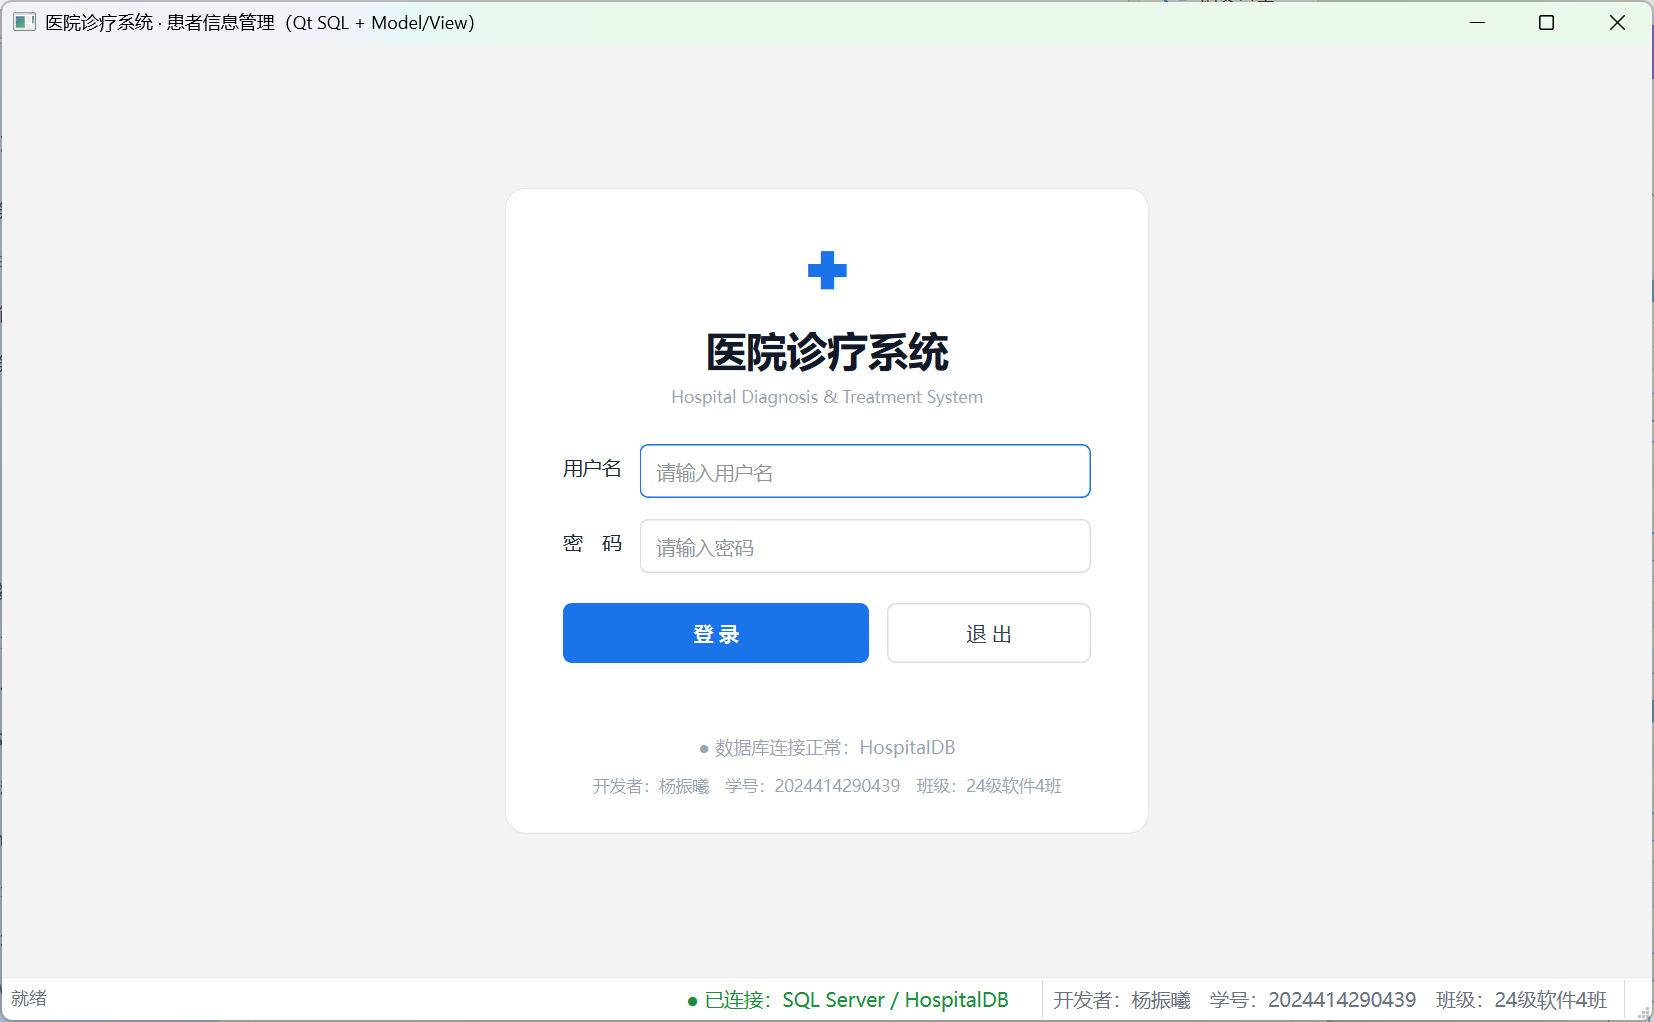 医院诊疗系统 · 患者信息管理（Qt SQL + Model/View）
医院诊疗系统
Hospital Diagnosis & Treatment System
用户名 请输入用户名
密 码 请输入密码
登 录 退 出
● 数据库连接正常：HospitalDB
开发者：杨振曦 学号：2024414290439 班级：24级软件4班
就绪 ● 已连接：SQL Server / HospitalDB 开发者：杨振曦 学号：2024414290439 班级：24级软件4班